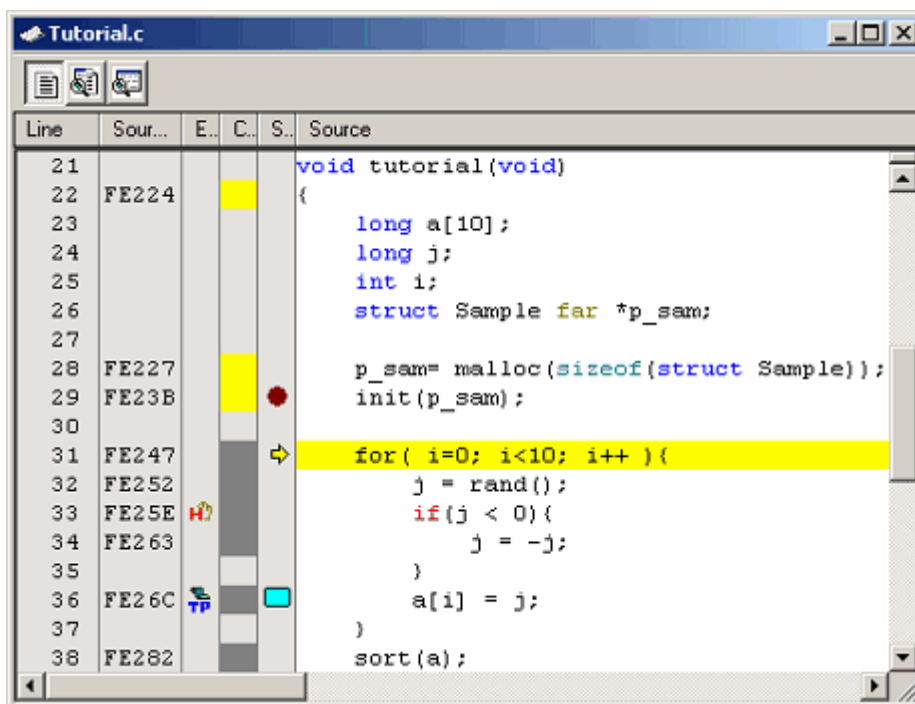 Tutorial.c
Line Sour... E.. C.. S.. Source
21 void tutorial(void)
22 FE224 {
23 long a[10];
24 long j;
25 int i;
26 struct Sample far *p_sam;
27
28 FE227 p_sam= malloc(sizeof(struct Sample));
29 FE23B init(p_sam);
30
31 FE247 for( i=0; i<10; i++ ){
32 FE252 j = rand();
33 FE25E H if(j < 0){
34 FE263 j = -j;
35 }
36 FE26C TP a[i] = j;
37 }
38 FE282 sort(a);